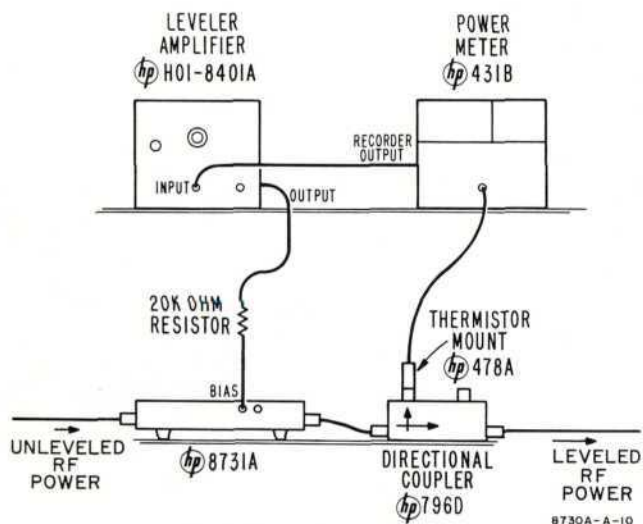 LEVELER
AMPLIFIER
hp H01-8401A
POWER
METER
hp 431B
RECORDER
OUTPUT
INPUT
OUTPUT
20K OHM
RESISTOR
THERMISTOR
MOUNT
hp 478A
BIAS
UNLEVELED
RF
POWER
hp 8731A
DIRECTIONAL
COUPLER
hp 796D
LEVELED
RF
POWER
8730A-A-10